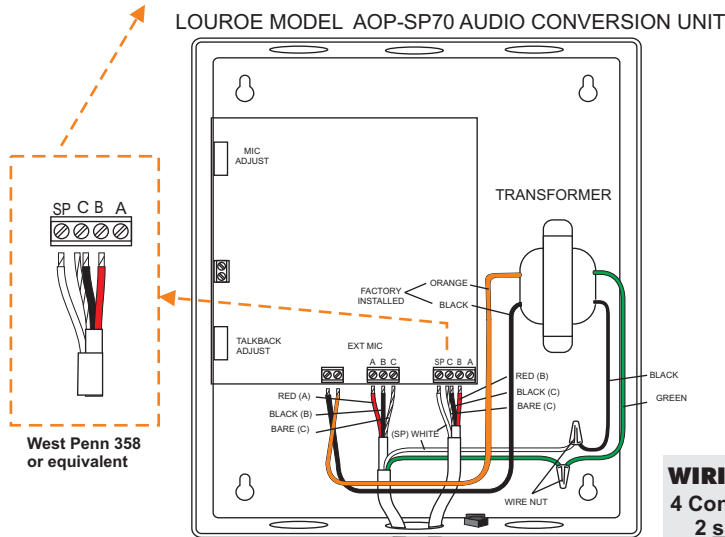 LOUROE MODEL AOP-SP70 AUDIO CONVERSION UNIT
MIC
ADJUST
TRANSFORMER
SP C B A
ORANGE
FACTORY
INSTALLED
BLACK
TALKBACK
ADJUST
EXT MIC
A B C
SP C B A
RED (A)
BLACK (B)
BARE (C)
RED (B)
BLACK (C)
BARE (C)
(SP) WHITE
BLACK
GREEN
WIRE NUT
West Penn 358
or equivalent
WIRI
4 Con
2 s